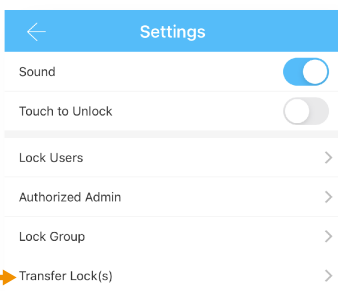 Settings
Sound
Touch to Unlock
Lock Users
Authorized Admin
Lock Group
Transfer Lock(s)